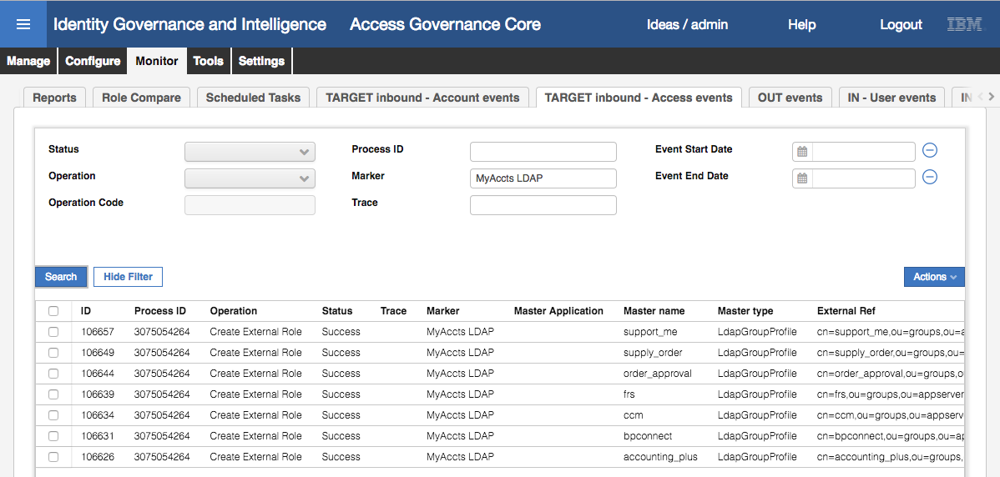 Identity Governance and Intelligence Access Governance Core Ideas / admin Help Logout IBM
Manage Configure Monitor Tools Settings
Reports Role Compare Scheduled Tasks TARGET inbound - Account events TARGET inbound - Access events OUT events IN - User events IN
Status Process ID Event Start Date
Operation Marker MyAccts LDAP Event End Date
Operation Code Trace
Search Hide Filter Actions
ID Process ID Operation Status Trace Marker Master Application Master name Master type External Ref
106657 3075054264 Create External Role Success MyAccts LDAP support_me LdapGroupProfile cn=support_me,ou=groups,ou=a
106649 3075054264 Create External Role Success MyAccts LDAP supply_order LdapGroupProfile cn=supply_order,ou=groups,ou=
106644 3075054264 Create External Role Success MyAccts LDAP order_approval LdapGroupProfile cn=order_approval,ou=groups,o
106639 3075054264 Create External Role Success MyAccts LDAP frs LdapGroupProfile cn=frs,ou=groups,ou=appserver
106634 3075054264 Create External Role Success MyAccts LDAP ccm LdapGroupProfile cn=ccm,ou=groups,ou=appserv
106631 3075054264 Create External Role Success MyAccts LDAP bpconnect LdapGroupProfile cn=bpconnect,ou=groups,ou=ap
106626 3075054264 Create External Role Success MyAccts LDAP accounting_plus LdapGroupProfile cn=accounting_plus,ou=groups,